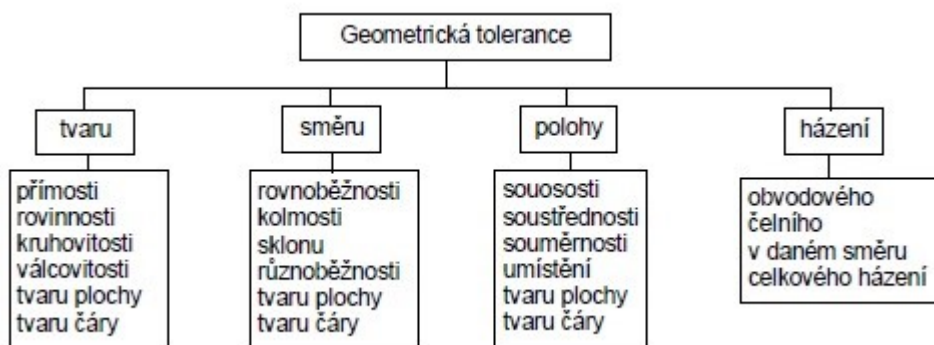 Geometrická tolerance
tvaru
přímosti
rovinnosti
kruhovitosti
válcovitosti
tvaru plochy
tvaru čáry
směru
rovnoběžnosti
kolmosti
sklonu
různoběžnosti
tvaru plochy
tvaru čáry
polohy
souososti
soustřednosti
souměrnosti
umístění
tvaru plochy
tvaru čáry
házení
obvodového
čelního
v daném směru
celkového házení